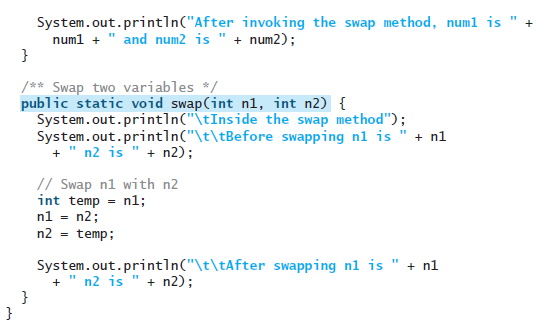 System.out.println("After invoking the swap method, num1 is " +
num1 + " and num2 is " + num2);
}
/** Swap two variables */
public static void swap(int n1, int n2) {
System.out.println("\tInside the swap method");
System.out.println("\t\tBefore swapping n1 is " + n1
+ " n2 is " + n2);
// Swap n1 with n2
int temp = n1;
n1 = n2;
n2 = temp;
System.out.println("\t\tAfter swapping n1 is " + n1
+ " n2 is " + n2);
}
}